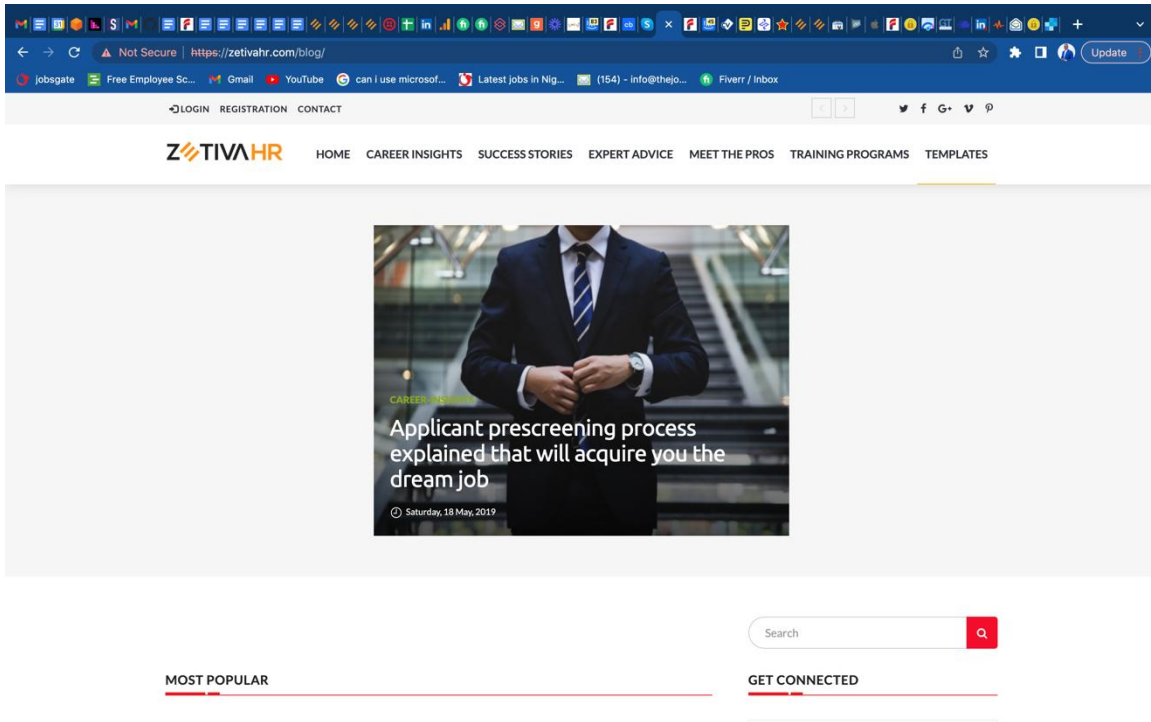 Not Secure | https://zetivahr.com/blog/
Update
jobsgate Free Employee Sc... Gmail YouTube can i use microsof... Latest jobs in Nig... (154) - info@thejo... Fiverr / Inbox
LOGIN REGISTRATION CONTACT
ZETIVAHR HOME CAREER INSIGHTS SUCCESS STORIES EXPERT ADVICE MEET THE PROS TRAINING PROGRAMS TEMPLATES
CAREER-INSIGHTS
Applicant prescreening process
explained that will acquire you the
dream job
Saturday, 18 May, 2019
Search
MOST POPULAR GET CONNECTED